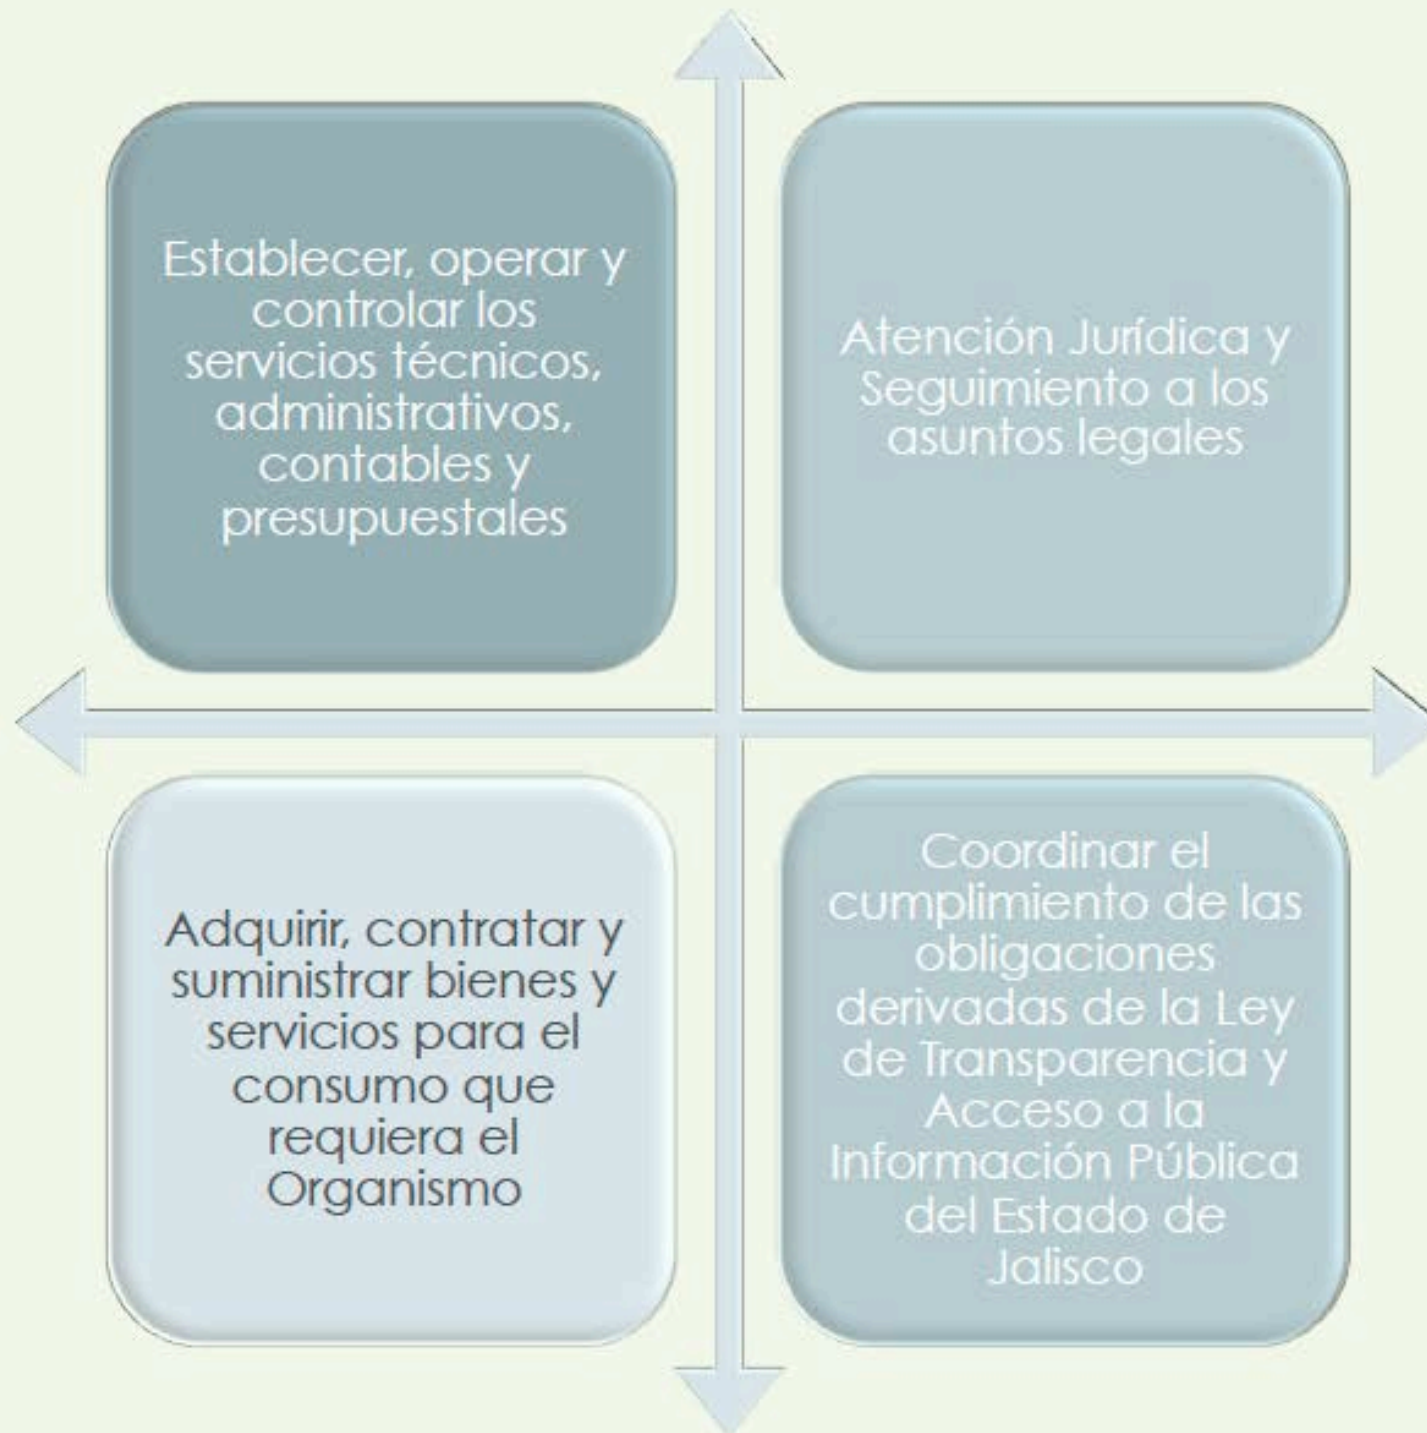 Establecer, operar y
controlar los
servicios técnicos,
administrativos,
contables y
presupuestales
Atención Jurídica y
Seguimiento a los
asuntos legales
Adquirir, contratar y
suministrar bienes y
servicios para el
consumo que
requiera el
Organismo
Coordinar el
cumplimiento de las
obligaciones
derivadas de la Ley
de Transparencia y
Acceso a la
Información Pública
del Estado de
Jalisco